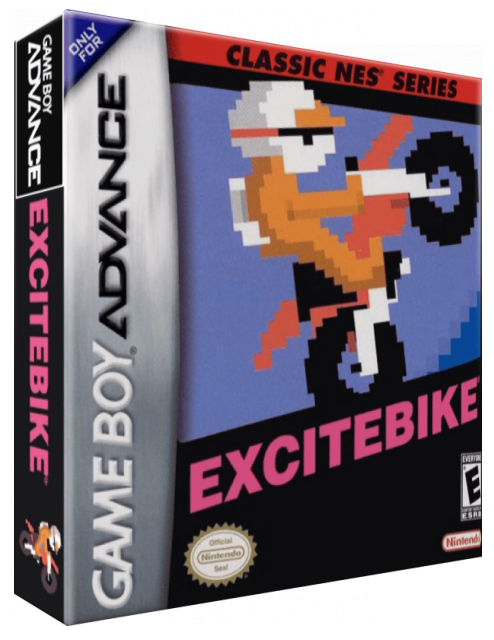 GAME BOY
ADVANCE
EXCITEBIKE®
ONLY
FOR
GAME BOY® ADVANCE
CLASSIC NES® SERIES
EXCITEBIKE
EVERYONE
E
ESRB
Official
Nintendo
Seal
Nintendo